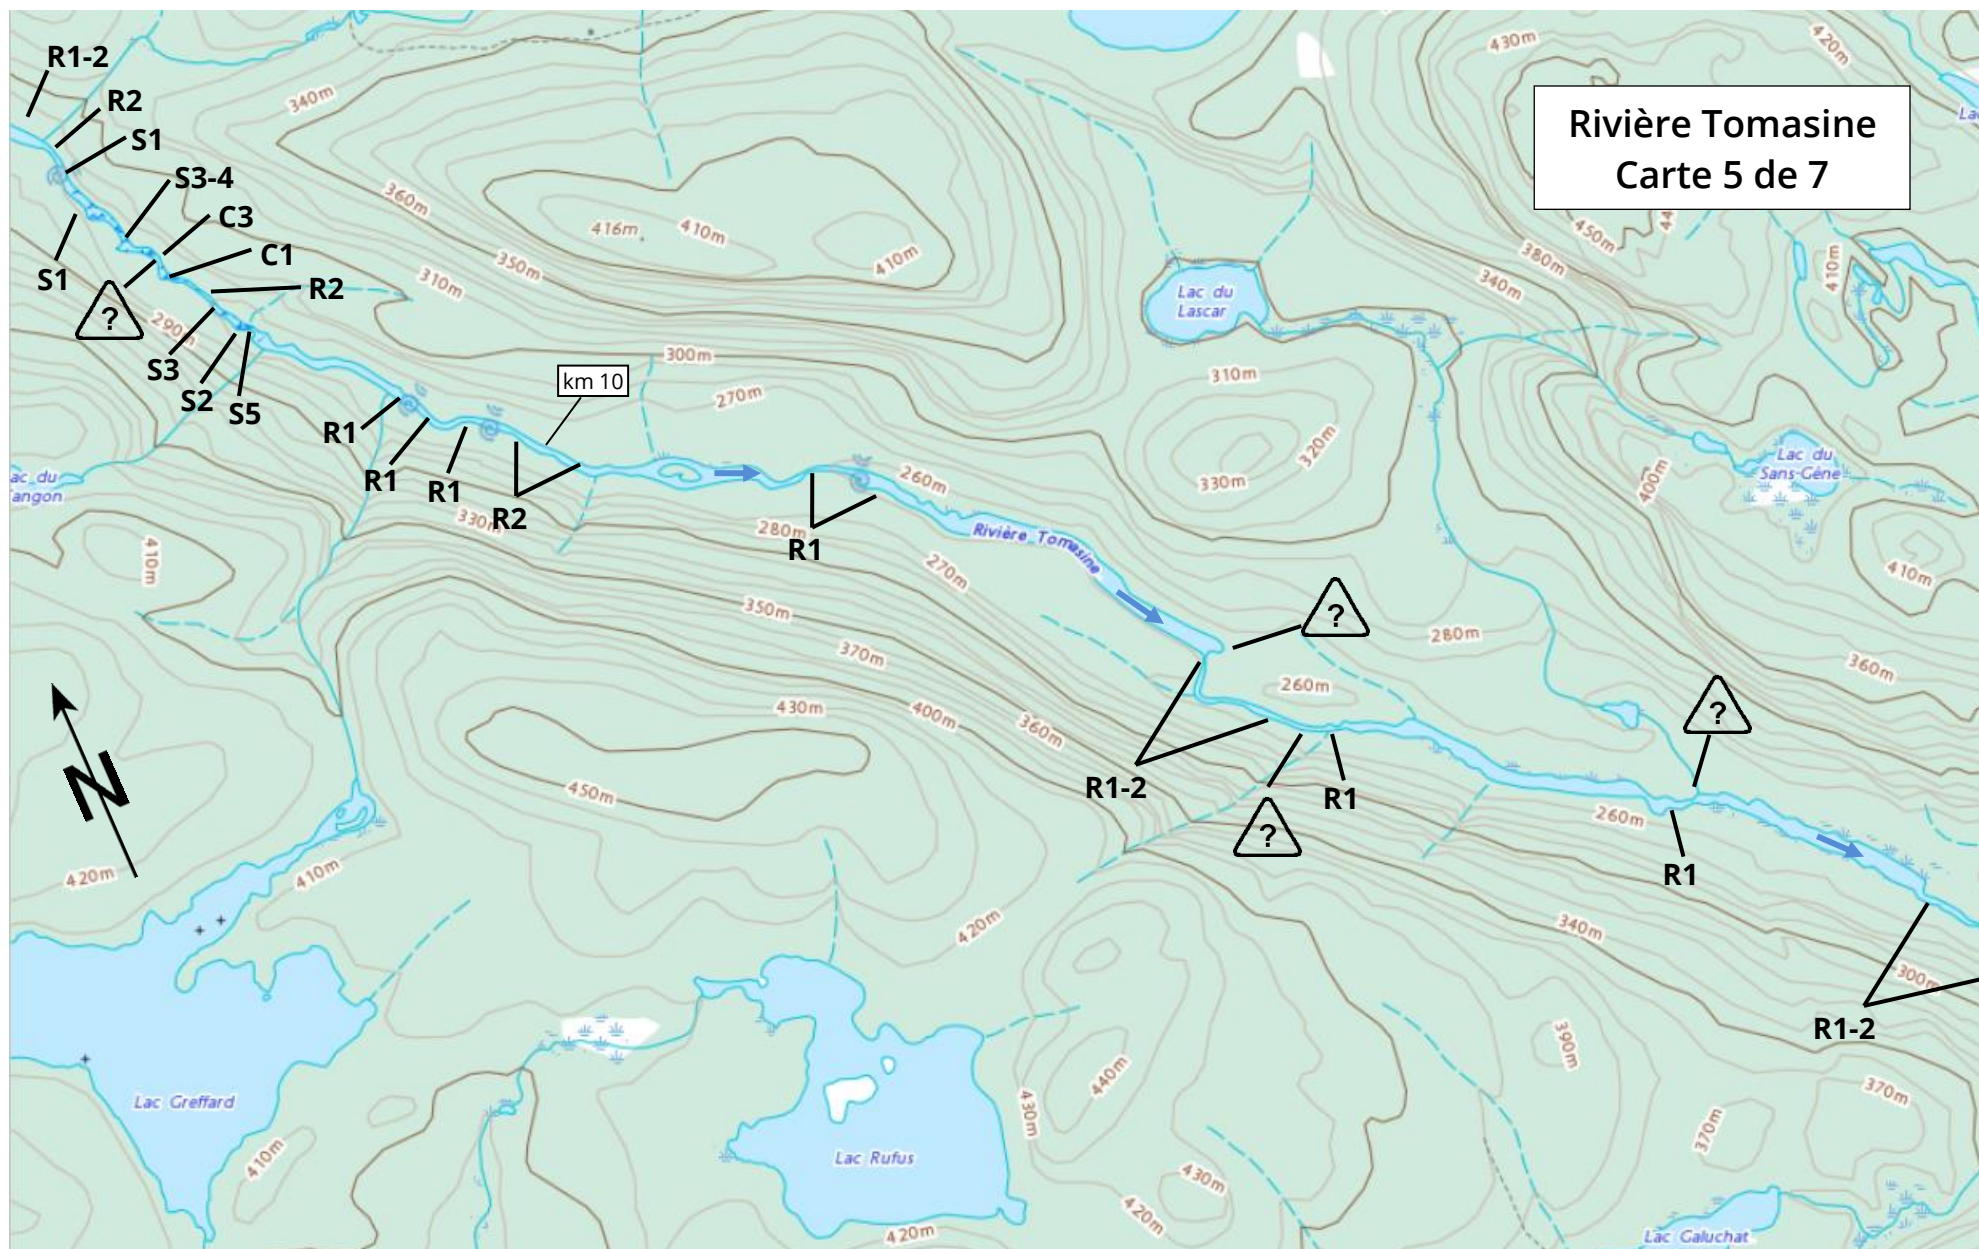 Rivière Tomasine
Carte 5 de 7
R1-2
R2
S1
S3-4
C3
C1
R2
S1
?
S3
S2
S5
R1
R1
R1
R2
km 10
R1
?
R1-2
?
R1
?
R1
R1-2
N
Rivière Tomasine
Lac du
Lascar
Lac du
Sans-Gêne
Lac Greffard
Lac Rufus
Lac Galuchat
340m
360m
350m
310m
416m
410m
410m
290m
300m
270m
330m
280m
260m
270m
310m
320m
330m
430m
420m
450m
380m
340m
410m
400m
410m
360m
280m
260m
260m
410m
350m
370m
430m
400m
360m
450m
420m
410m
420m
340m
300m
390m
370m
370m
440m
430m
430m
420m
420m
410m